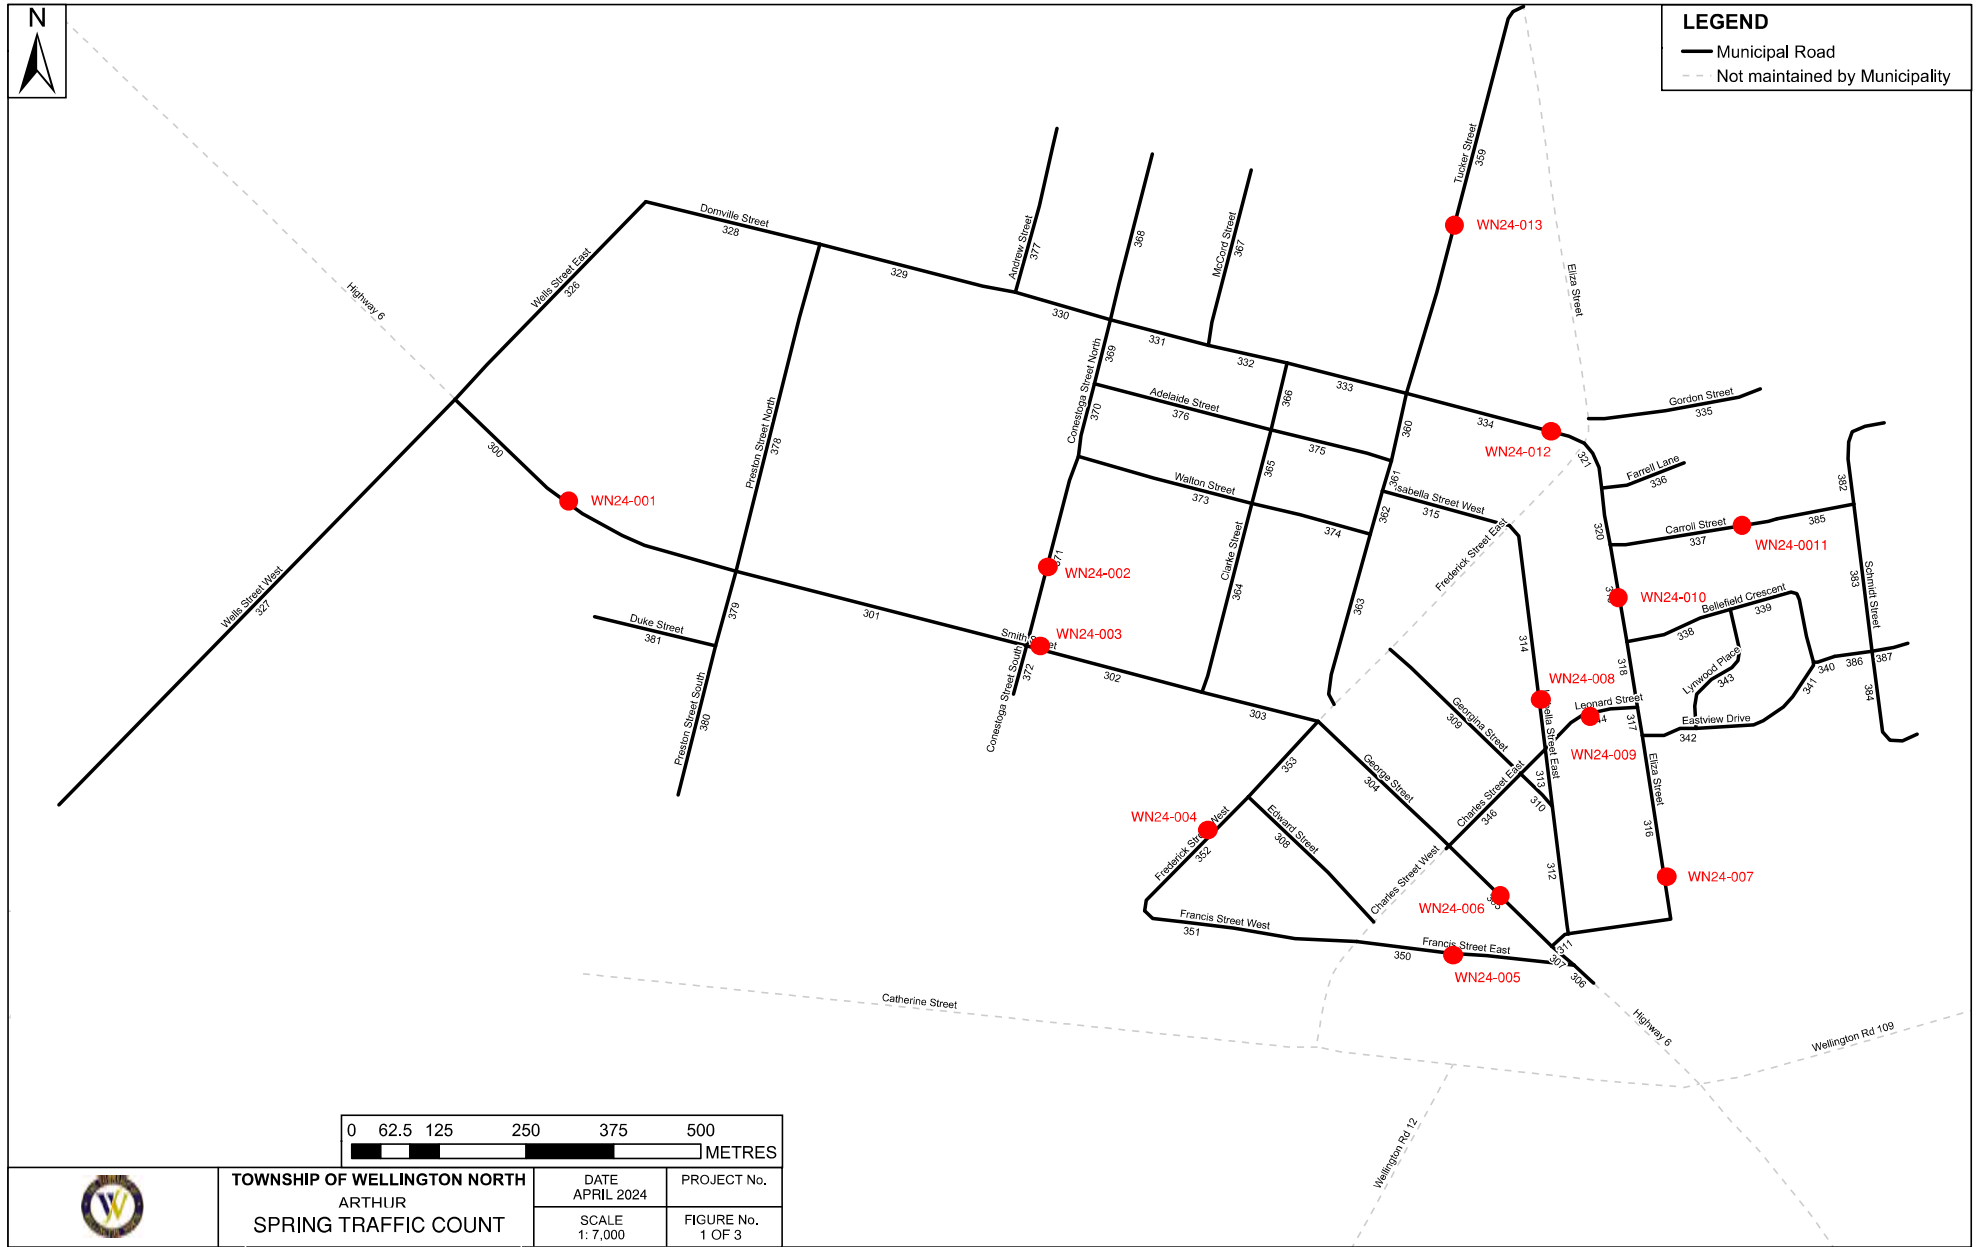 N
LEGEND
Municipal Road
Not maintained by Municipality
Highway 6
Wells Street East
326
Domville Street
328
329
Andrew Street
377
330
368
331
McCord Street
367
332
333
Tucker Street
359
WN24-013
Eliza Street
334
WN24-012
321
Gordon Street
335
Farrell Lane
336
320
Carroll Street
337
WN24-0011
385
382
383
Schmidt Street
300
WN24-001
Wells Street West
327
Preston Street North
378
Conestoga Street North
369
370
Adelaide Street
376
366
375
360
361
Isabella Street West
315
362
Walton Street
373
365
374
Clarke Street
364
363
Frederick Street East
371
WN24-002
301
379
Duke Street
381
Preston Street South
380
Smith Street
WN24-003
Conestoga Street South
372
302
303
WN24-010
Bellefield Crescent
339
338
Lynwood Place
343
318
340
386
387
384
341
Eastview Drive
342
314
WN24-008
Leonard Street
317
WN24-009
Isabella Street East
313
Georgina Street
309
310
Charles Street East
346
Eliza Street
316
WN24-007
George Street
304
353
Edward Street
308
WN24-004
Frederick Street West
352
Charles Street West
312
WN24-006
Francis Street West
351
350
Francis Street East
WN24-005
311
307
306
Catherine Street
Highway 6
Wellington Rd 109
Wellington Rd 12
0 62.5 125 250 375 500
METRES
TOWNSHIP OF WELLINGTON NORTH
ARTHUR
SPRING TRAFFIC COUNT
DATE
APRIL 2024
PROJECT No.
SCALE
1: 7,000
FIGURE No.
1 OF 3